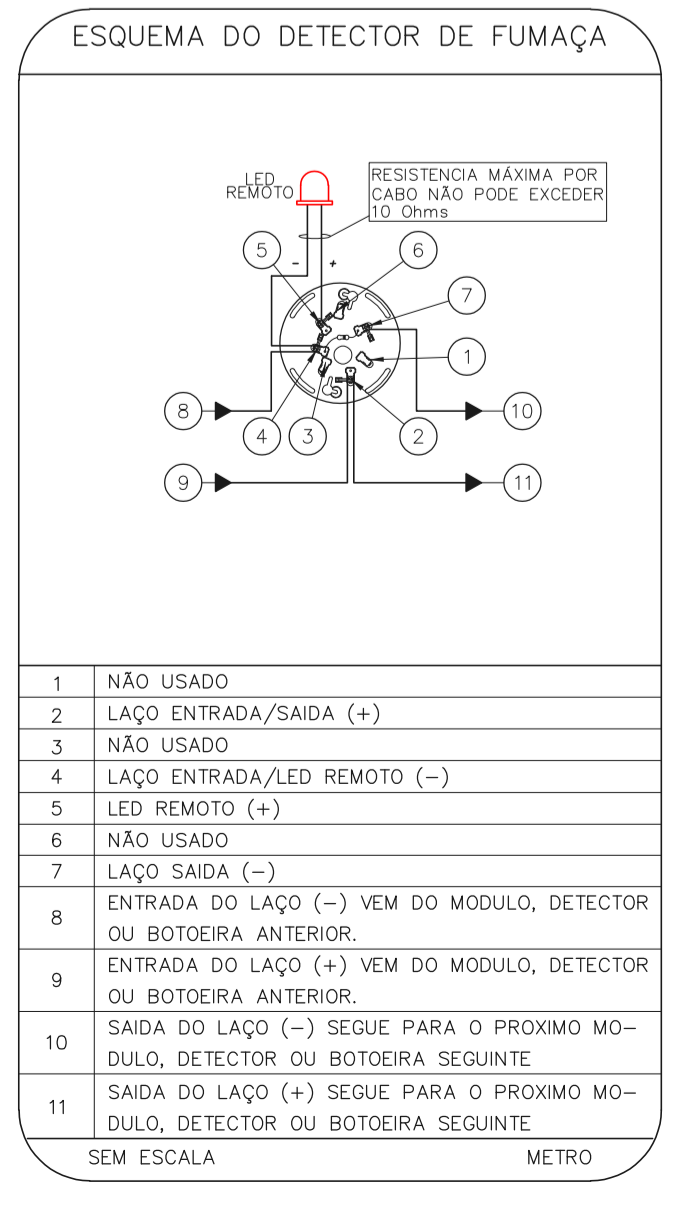 ESQUEMA DO DETECTOR DE FUMAÇA
LED
REMOTO
RESISTENCIA MÁXIMA POR
CABO NÃO PODE EXCEDER
10 Ohms
5
6
- +
7
1
8
10
4
3
2
9
11
1 NÃO USADO
2 LAÇO ENTRADA/SAIDA (+)
3 NÃO USADO
4 LAÇO ENTRADA/LED REMOTO (-)
5 LED REMOTO (+)
6 NÃO USADO
7 LAÇO SAIDA (-)
8 ENTRADA DO LAÇO (-) VEM DO MODULO, DETECTOR
OU BOTOEIRA ANTERIOR.
9 ENTRADA DO LAÇO (+) VEM DO MODULO, DETECTOR
OU BOTOEIRA ANTERIOR.
10 SAIDA DO LAÇO (-) SEGUE PARA O PROXIMO MO-
DULO, DETECTOR OU BOTOEIRA SEGUINTE
11 SAIDA DO LAÇO (+) SEGUE PARA O PROXIMO MO-
DULO, DETECTOR OU BOTOEIRA SEGUINTE
SEM ESCALA METRO